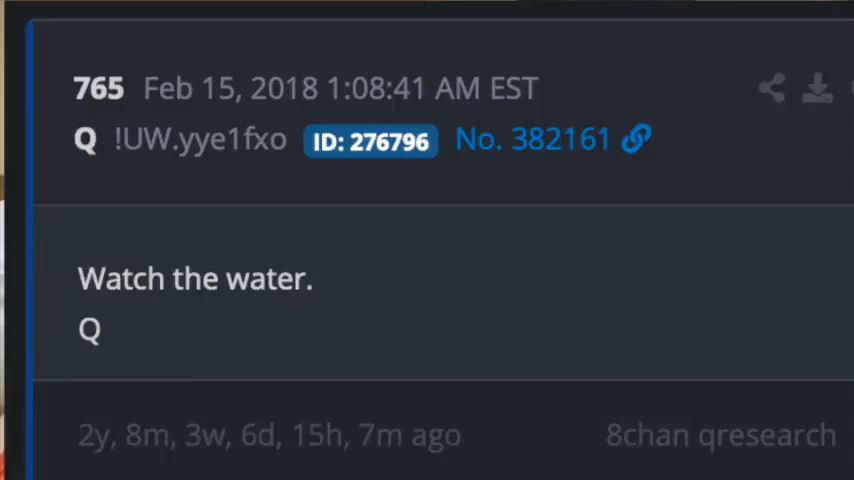 765 Feb 15, 2018 1:08:41 AM EST
Q !UW.yye1fxo ID: 276796 No. 382161
Watch the water.
Q
2y, 8m, 3w, 6d, 15h, 7m ago 8chan qresearch